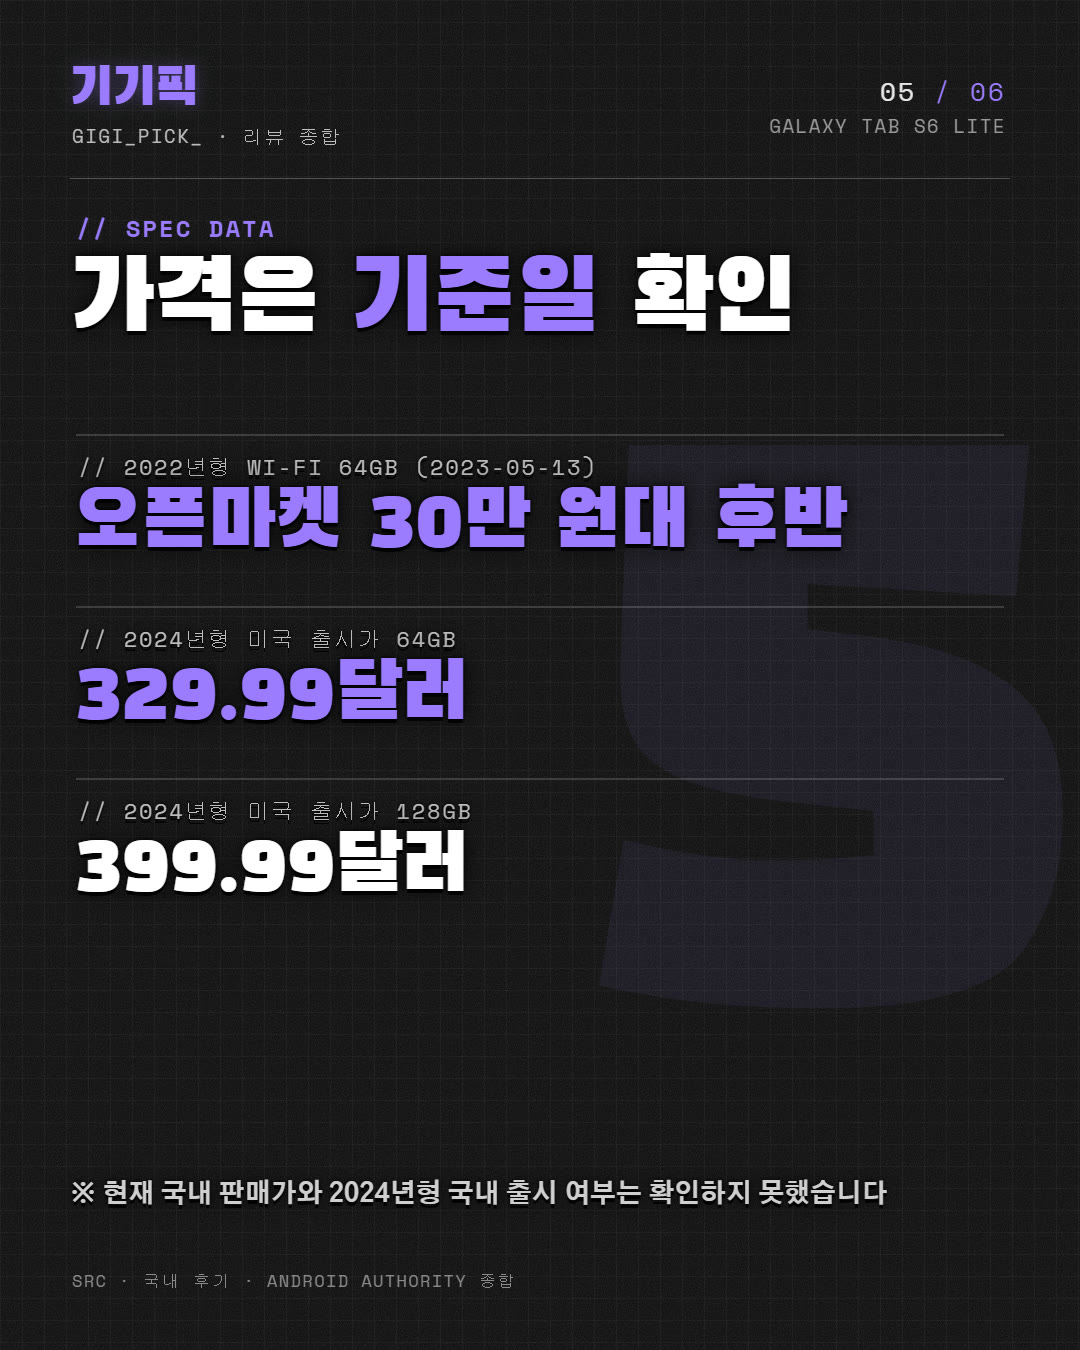 기기픽
GIGI_PICK_ · 리뷰 종합
05 / 06
GALAXY TAB S6 LITE
// SPEC DATA
가격은 기준일 확인
// 2022년형 WI-FI 64GB (2023-05-13)
오픈마켓 30만 원대 후반
// 2024년형 미국 출시가 64GB
329.99달러
// 2024년형 미국 출시가 128GB
399.99달러
S
※ 현재 국내 판매가와 2024년형 국내 출시 여부는 확인하지 못했습니다
SRC · 국내 후기 · ANDROID AUTHORITY 종합